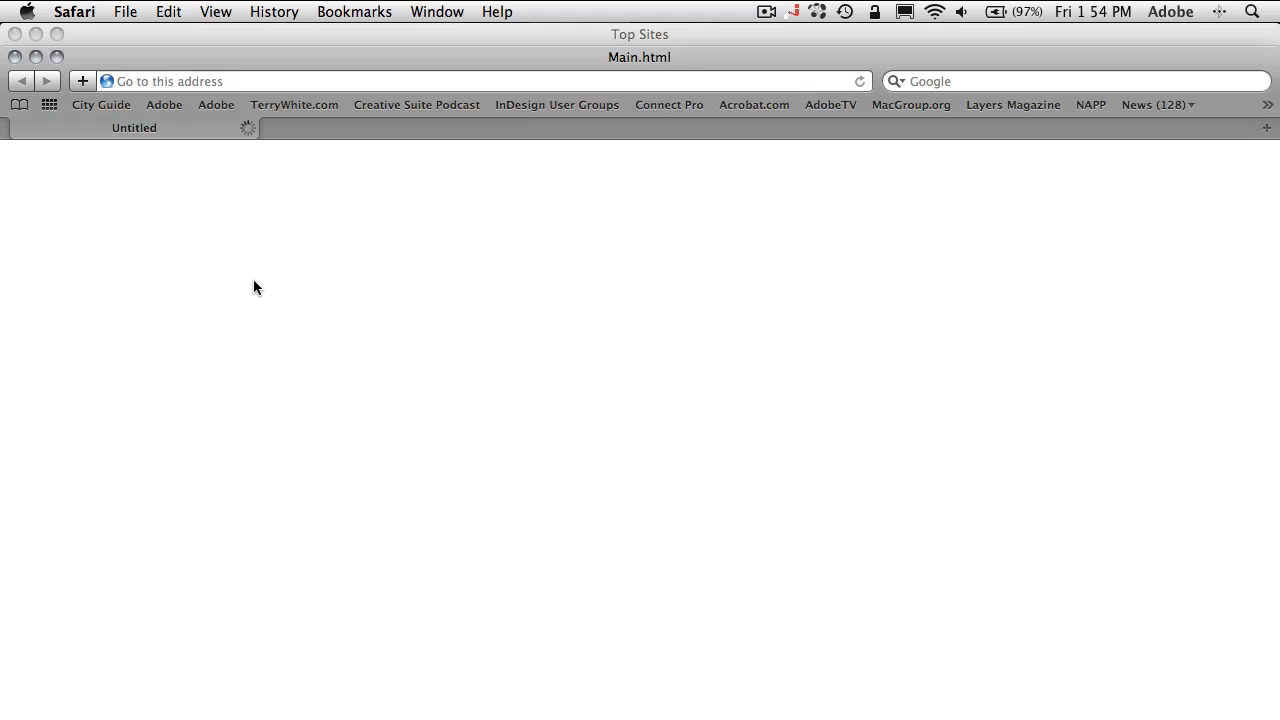 Safari File Edit View History Bookmarks Window Help (97%) Fri 1 54 PM Adobe
Top Sites
Main.html
Go to this address Google
City Guide Adobe Adobe TerryWhite.com Creative Suite Podcast InDesign User Groups Connect Pro Acrobat.com AdobeTV MacGroup.org Layers Magazine NAPP News (128)
Untitled